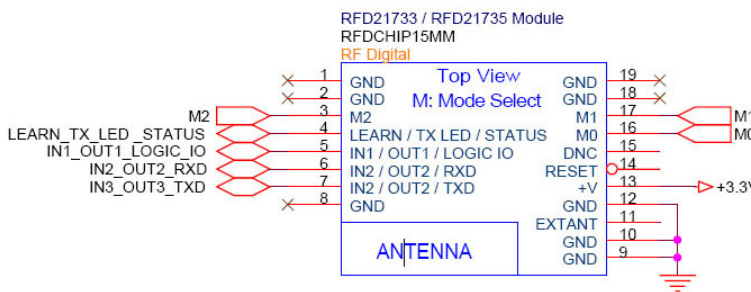 RFD21733 / RFD21735 Module
RFDCHIP15MM
RF Digital
Top View
M: Mode Select
1 GND
2 GND
M2 3 M2
LEARN_TX_LED _STATUS 4 LEARN / TX LED / STATUS
IN1_OUT1_LOGIC_IO 5 IN1 / OUT1 / LOGIC IO
IN2_OUT2_RXD 6 IN2 / OUT2 / RXD
IN3_OUT3_TXD 7 IN2 / OUT2 / TXD
8 GND
GND 19
GND 18
M1 17 M1
M0 16 M0
DNC 15
RESET 14
+V 13 +3.3V
GND 12
EXTANT 11
GND 10
GND 9
ANTENNA